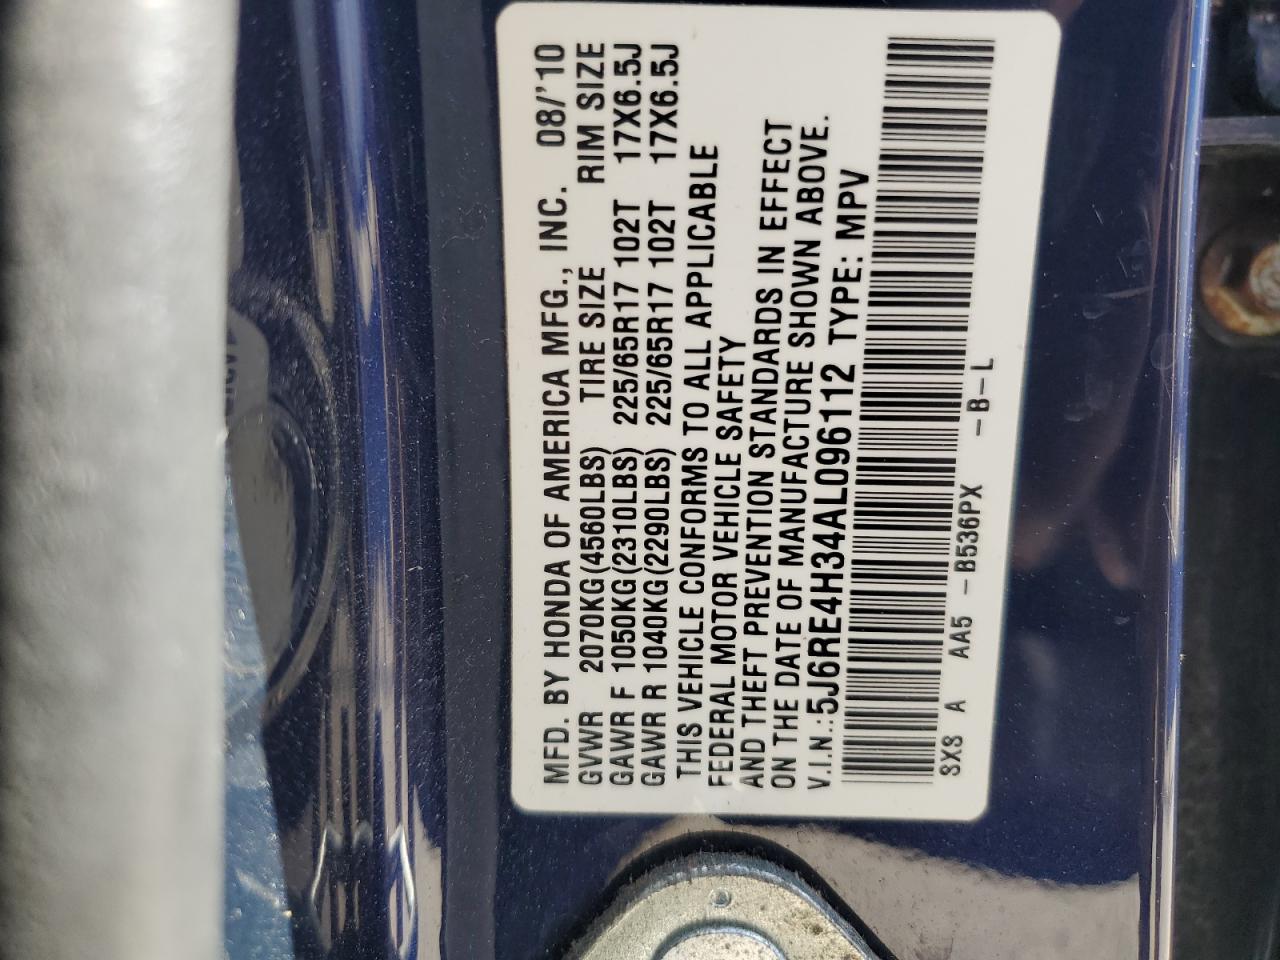 MFD. BY HONDA OF AMERICA MFG., INC. 08/'10
GVWR 2070KG(4560LBS) TIRE SIZE RIM SIZE
GAWR F 1050KG(2310LBS) 225/65R17 102T 17X6.5J
GAWR R 1040KG(2290LBS) 225/65R17 102T 17X6.5J
THIS VEHICLE CONFORMS TO ALL APPLICABLE
FEDERAL MOTOR VEHICLE SAFETY
AND THEFT PREVENTION STANDARDS IN EFFECT
ON THE DATE OF MANUFACTURE SHOWN ABOVE.
V.I.N.:5J6RE4H34AL096112 TYPE: MPV
SXS A AA5 -B536PX -B-L